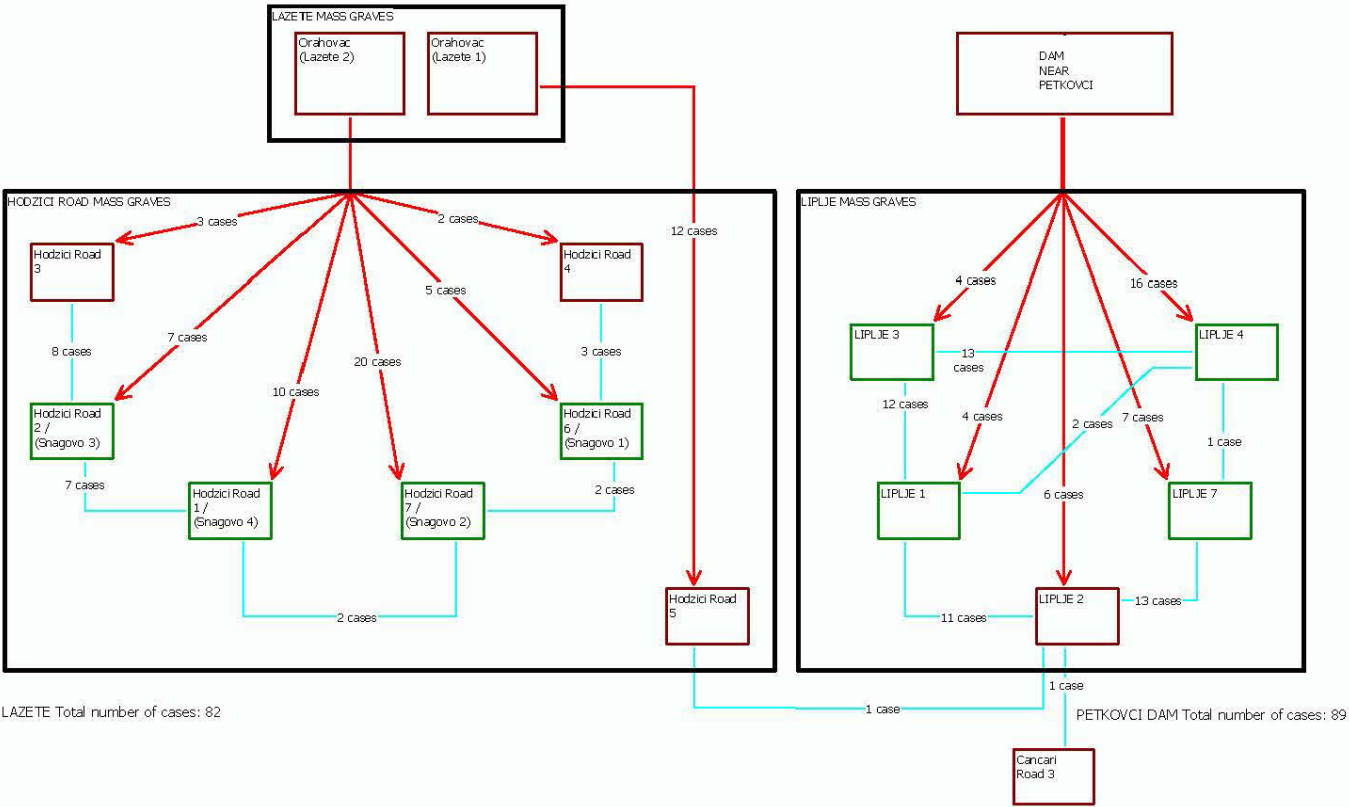 LAZETE MASS GRAVES
Orahovac
(Lazete 2)
Orahovac
(Lazete 1)
DAM
NEAR
PETKOVCI
HODZICI ROAD MASS GRAVES
LIPLJE MASS GRAVES
3 cases
2 cases
12 cases
Hodzici Road
3
Hodzici Road
4
5 cases
4 cases
16 cases
7 cases
8 cases
3 cases
20 cases
10 cases
LIPLJE 3
LIPLJE 4
13
cases
12 cases
Hodzici Road
2 /
(Snagovo 3)
Hodzici Road
6 /
(Snagovo 1)
4 cases
2 cases
7 cases
1 case
7 cases
2 cases
Hodzici Road
1 /
(Snagovo 4)
Hodzici Road
7 /
(Snagovo 2)
LIPLJE 1
6 cases
LIPLJE 7
2 cases
Hodzici Road
5
LIPLJE 2
13 cases
11 cases
1 case
1 case
LAZETE Total number of cases: 82
PETKOVCI DAM Total number of cases: 89
Cancari
Road 3